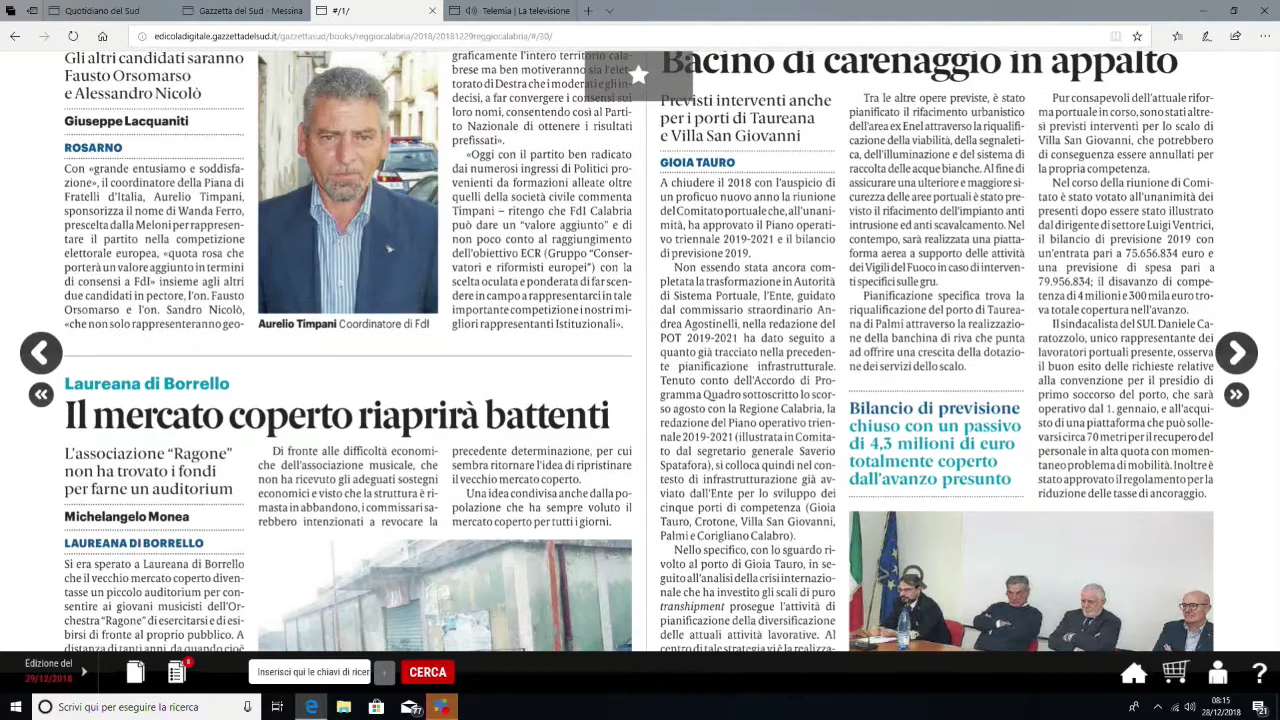 #/1
Telenuovo
Telenuovo
Telenuovo
edicoladigitale.gazzettadelsud.it/gazzettasud/books/reggiocalabria/2018/20181229reggiocalabria/#/30/
Gli altri candidati saranno
Fausto Orsomarso
e Alessandro Nicolò
Giuseppe Lacquaniti
ROSARNO
Con «grande entusiasmo e soddisfa-
zione», il coordinatore della Piana di
Fratelli d'Italia, Aurelio Timpani,
sponsorizza il nome di Wanda Ferro,
prescelta dalla Meloni per rappresen-
tare il partito nella competizione
elettorale europea, «quota rosa che
porterà un valore aggiunto in termini
di consensi a FdI» insieme agli altri
due candidati in pectore, l'on. Fausto
Orsomarso e l'on. Sandro Nicolò,
«che non solo rappresenteranno geo-
Aurelio Timpani Coordinatore di FdI
graficamente l'intero territorio cala-
brese ma ben motiveranno sia l'elet-
torato di Destra che i moderati e gli in-
decisi, a far convergere i consensi sui
loro nomi, consentendo così al Parti-
to Nazionale di ottenere i risultati
prefissati».
«Oggi con il partito ben radicato
dai numerosi ingressi di Politici pro-
venienti da formazioni alleate oltre
quelli della società civile commenta
Timpani – ritengo che FdI Calabria
può dare un "valore aggiunto" e di
non poco conto al raggiungimento
dell'obiettivo ECR (Gruppo "Conser-
vatori e riformisti europei") con la
scelta oculata e ponderata di far scen-
dere in campo a rappresentarci in tale
importante competizione i nostri mi-
gliori rappresentanti Istituzionali».
Laureana di Borrello
Il mercato coperto riaprirà battenti
L'associazione "Ragone"
non ha trovato i fondi
per farne un auditorium
Michelangelo Monea
LAUREANA DI BORRELLO
Si era sperato a Laureana di Borrello
che il vecchio mercato coperto diven-
tasse un piccolo auditorium per con-
sentire ai giovani musicisti dell'Or-
chestra "Ragone" di esercitarsi e di esi-
birsi di fronte al proprio pubblico. A
distanza di tanti anni, da quando cioè
Di fronte alle difficoltà economi-
che dell'associazione musicale, che
non ha ricevuto gli adeguati sostegni
economici e visto che la struttura è ri-
masta in abbandono, i commissari sa-
rebbero intenzionati a revocare la
precedente determinazione, per cui
sembra ritornare l'idea di ripristinare
il vecchio mercato coperto.
Una idea condivisa anche dalla po-
polazione che ha sempre voluto il
mercato coperto per tutti i giorni.
Bacino di carenaggio in appalto
Previsti interventi anche
per i porti di Taureana
e Villa San Giovanni
GIOIA TAURO
A chiudere il 2018 con l'auspicio di
un proficuo nuovo anno la riunione
del Comitato portuale che, all'unani-
mità, ha approvato il Piano operati-
vo triennale 2019-2021 e il bilancio
di previsione 2019.
Non essendo stata ancora com-
pletata la trasformazione in Autorità
di Sistema Portuale, l'Ente, guidato
dal commissario straordinario An-
drea Agostinelli, nella redazione del
POT 2019-2021 ha dato seguito a
quanto già tracciato nella preceden-
te pianificazione infrastrutturale.
Tenuto conto dell'Accordo di Pro-
gramma Quadro sottoscritto lo scor-
so agosto con la Regione Calabria, la
redazione del Piano operativo trien-
nale 2019-2021 (illustrata in Comita-
to dal segretario generale Saverio
Spatafora), si colloca quindi nel con-
testo di infrastrutturazione già av-
viato dall'Ente per lo sviluppo dei
cinque porti di competenza (Gioia
Tauro, Crotone, Villa San Giovanni,
Palmi e Corigliano Calabro).
Nello specifico, con lo sguardo ri-
volto al porto di Gioia Tauro, in se-
guito all'analisi della crisi internazio-
nale che ha investito gli scali di puro
transhipment prosegue l'attività di
pianificazione della diversificazione
delle attuali attività lavorative. Al
centro di tale strategia vi è la realizza-
Tra le altre opere previste, è stato
pianificato il rifacimento urbanistico
dell'area ex Enel attraverso la riqualifi-
cazione della viabilità, della segnaleti-
ca, dell'illuminazione e del sistema di
raccolta delle acque bianche. Al fine di
assicurare una ulteriore e maggiore si-
curezza delle aree portuali è stato pre-
visto il rifacimento dell'impianto anti
intrusione ed anti scavalcamento. Nel
contempo, sarà realizzata una piatta-
forma aerea a supporto delle attività
dei Vigili del Fuoco in caso di interven-
ti specifici sulle gru.
Pianificazione specifica trova la
riqualificazione del porto di Taurea-
na di Palmi attraverso la realizzazio-
ne della banchina di riva che punta
ad offrire una crescita della dotazio-
ne dei servizi dello scalo.
Bilancio di previsione
chiuso con un passivo
di 4,3 milioni di euro
totalmente coperto
dall'avanzo presunto
Pur consapevoli dell'attuale rifor-
ma portuale in corso, sono stati altre-
sì previsti interventi per lo scalo di
Villa San Giovanni, che potrebbero
di conseguenza essere annullati per
la propria competenza.
Nel corso della riunione di Comi-
tato è stato votato all'unanimità dei
presenti dopo essere stato illustrato
dal dirigente di settore Luigi Ventrici,
il bilancio di previsione 2019 con
un'entrata pari a 75.656.834 euro e
una previsione di spesa pari a
79.956.834; il disavanzo di compe-
tenza di 4 milioni e 300 mila euro tro-
va totale copertura nell'avanzo.
Il sindacalista del SUL Daniele Ca-
ratozzolo, unico rappresentante dei
lavoratori portuali presente, osserva
il buon esito delle richieste relative
alla convenzione per il presidio di
primo soccorso del porto, che sarà
operativo dal 1. gennaio, e all'acqui-
sto di una piattaforma che può solle-
varsi circa 70 metri per il recupero del
personale in alta quota con momen-
taneo problema di mobilità. Inoltre è
stato approvato il regolamento per la
riduzione delle tasse di ancoraggio.
Edizione del
29/12/2018
8
Inserisci qui le chiavi di ricer
CERCA
?
Scrivi qui per eseguire la ricerca
08:15
28/12/2018